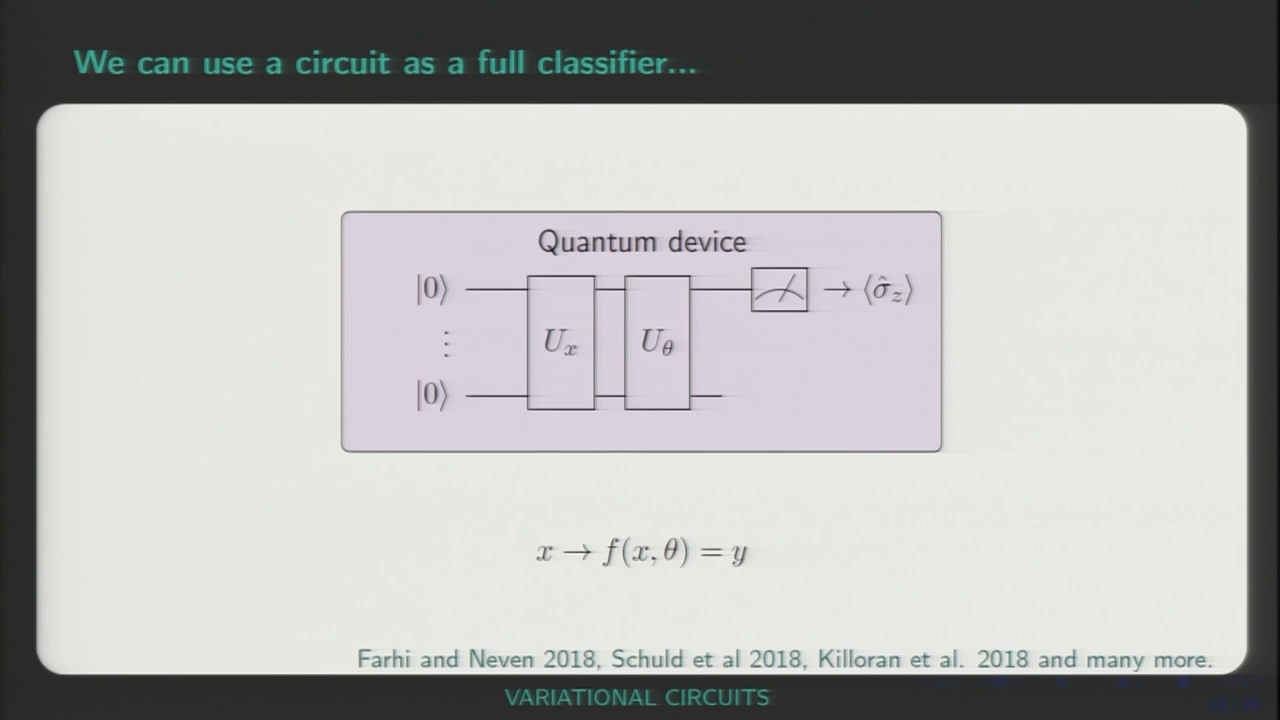 We can use a circuit as a full classifier...
Quantum device
|0⟩
→ ⟨σ̂_z⟩
⋮
U_x
U_θ
|0⟩
x → f(x, θ) = y
Farhi and Neven 2018, Schuld et al 2018, Killoran et al. 2018 and many more.
VARIATIONAL CIRCUITS